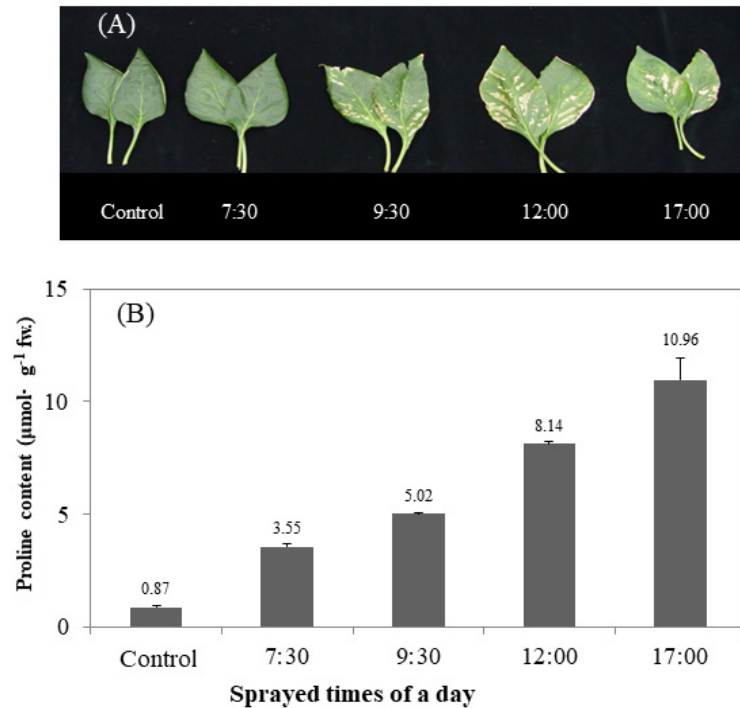 (A)
Control 7:30 9:30 12:00 17:00
(B)
Proline content (μmol· g⁻¹ fw.)
15
10
5
0
0.87
3.55
5.02
8.14
10.96
Control 7:30 9:30 12:00 17:00
Sprayed times of a day